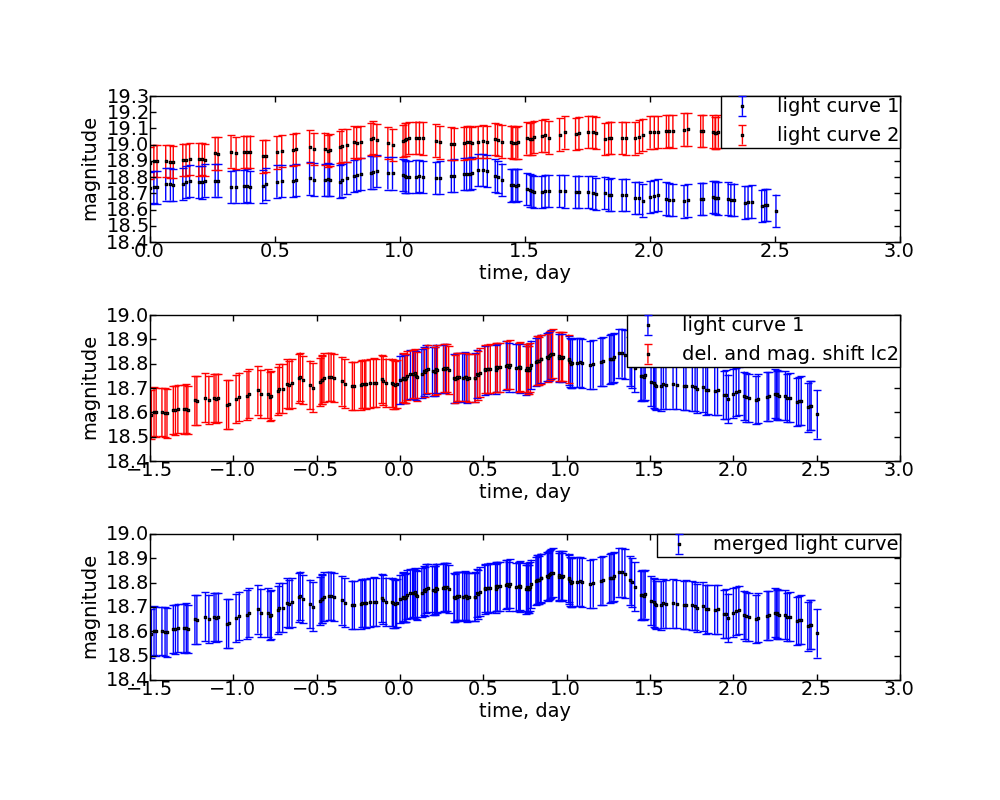 19.3
19.2
19.1
19.0
18.9
18.8
18.7
18.6
18.5
18.4
magnitude
light curve 1
light curve 2
0.0 0.5 1.0 1.5 2.0 2.5 3.0
time, day
19.0
18.9
18.8
18.7
18.6
18.5
18.4
magnitude
light curve 1
del. and mag. shift lc2
−1.5 −1.0 −0.5 0.0 0.5 1.0 1.5 2.0 2.5 3.0
time, day
19.0
18.9
18.8
18.7
18.6
18.5
18.4
magnitude
merged light curve
−1.5 −1.0 −0.5 0.0 0.5 1.0 1.5 2.0 2.5 3.0
time, day